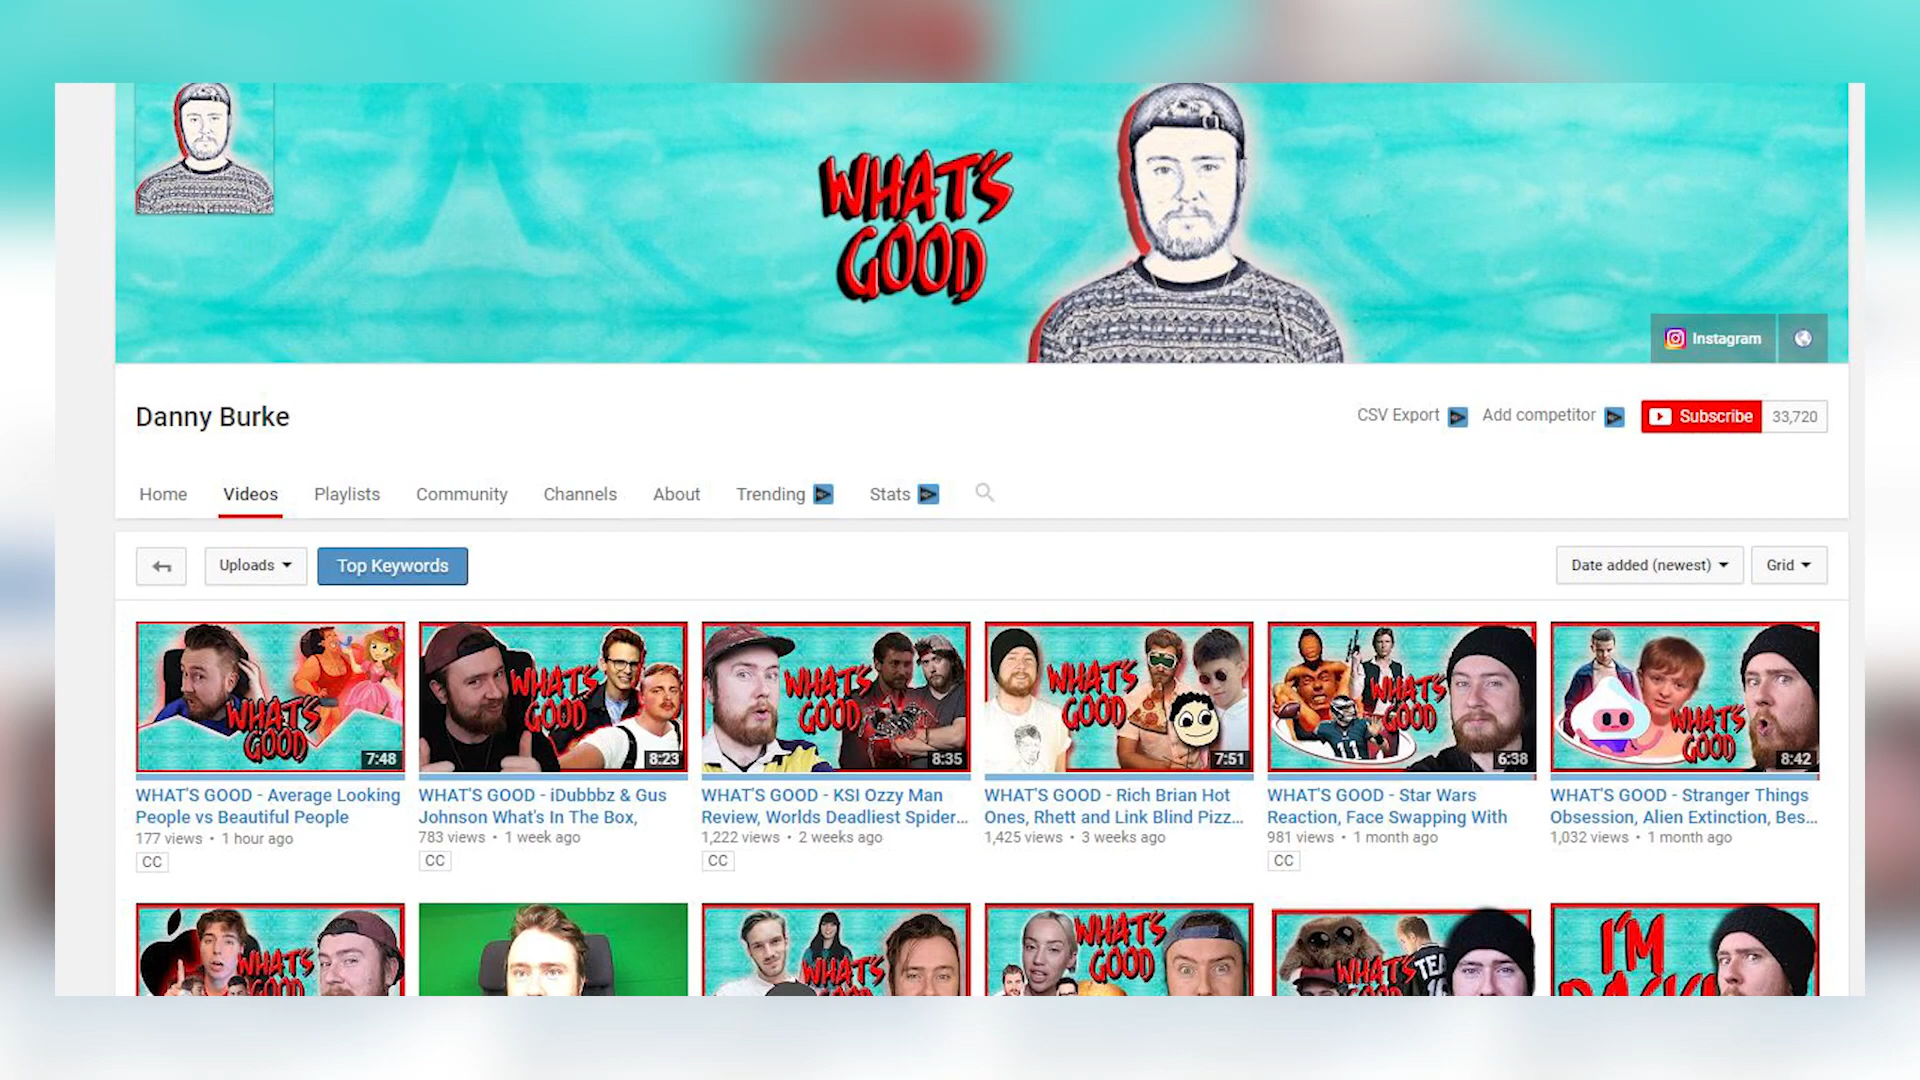 WHAT'S
GOOD
Instagram
Danny Burke
CSV Export
Add competitor
Subscribe 33,720
Home Videos Playlists Community Channels About Trending Stats
Uploads Top Keywords Date added (newest) Grid
WHAT'S
GOOD
7:48
WHAT'S GOOD - Average Looking
People vs Beautiful People
177 views • 1 hour ago
CC
WHAT'S
GOOD
8:23
WHAT'S GOOD - iDubbbz & Gus
Johnson What's In The Box,
783 views • 1 week ago
CC
WHAT'S
GOOD
8:35
WHAT'S GOOD - KSI Ozzy Man
Review, Worlds Deadliest Spider...
1,222 views • 2 weeks ago
CC
WHAT'S
GOOD
7:51
WHAT'S GOOD - Rich Brian Hot
Ones, Rhett and Link Blind Pizz...
1,425 views • 3 weeks ago
WHAT'S
GOOD
11
6:38
WHAT'S GOOD - Star Wars
Reaction, Face Swapping With
981 views • 1 month ago
CC
WHAT'S
GOOD
8:42
WHAT'S GOOD - Stranger Things
Obsession, Alien Extinction, Bes...
1,032 views • 1 month ago
WHAT'S
GOOD
WHAT'S
WHAT'S
GOOD
WHAT'S
I'M